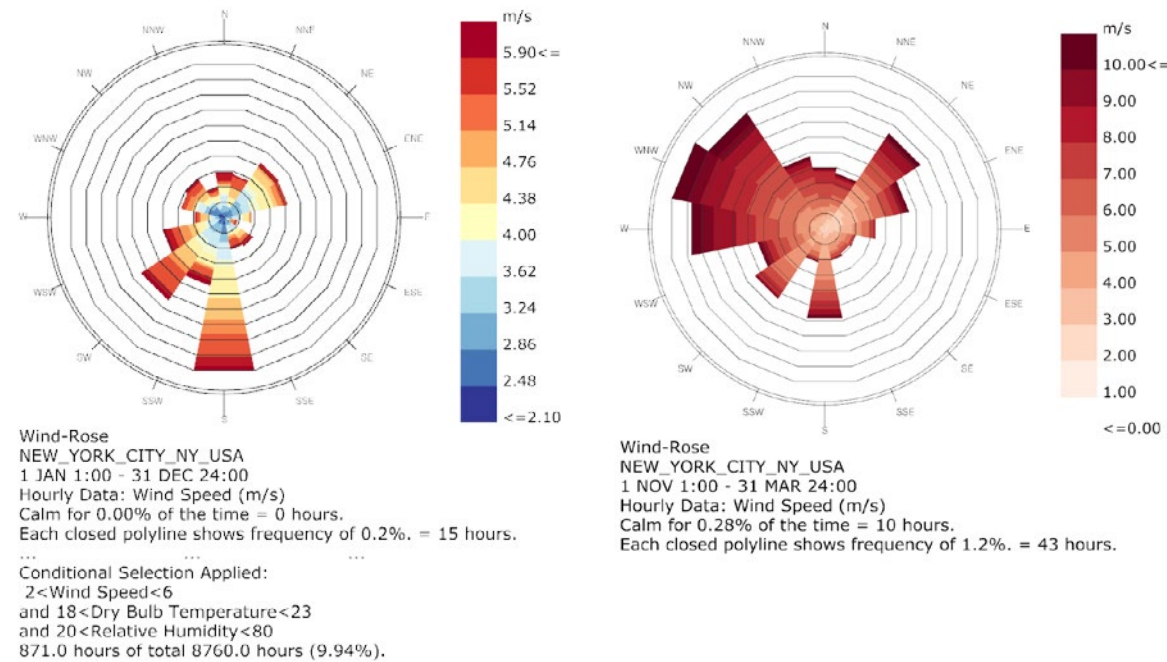 N
NNW
NNE
NW
NE
WNW
ENE
W
E
WSW
ESE
SW
SE
SSW
SSE
S
m/s
5.90<=
5.52
5.14
4.76
4.38
4.00
3.62
3.24
2.86
2.48
<=2.10
Wind-Rose
NEW_YORK_CITY_NY_USA
1 JAN 1:00 - 31 DEC 24:00
Hourly Data: Wind Speed (m/s)
Calm for 0.00% of the time = 0 hours.
Each closed polyline shows frequency of 0.2%. = 15 hours.
... ... ...
Conditional Selection Applied:
2<Wind Speed<6
and 18<Dry Bulb Temperature<23
and 20<Relative Humidity<80
871.0 hours of total 8760.0 hours (9.94%).
N
NNW
NNE
NW
NE
WNW
ENE
W
E
WSW
ESE
SW
SE
SSW
SSE
S
m/s
10.00<=
9.00
8.00
7.00
6.00
5.00
4.00
3.00
2.00
1.00
<=0.00
Wind-Rose
NEW_YORK_CITY_NY_USA
1 NOV 1:00 - 31 MAR 24:00
Hourly Data: Wind Speed (m/s)
Calm for 0.28% of the time = 10 hours.
Each closed polyline shows frequency of 1.2%. = 43 hours.